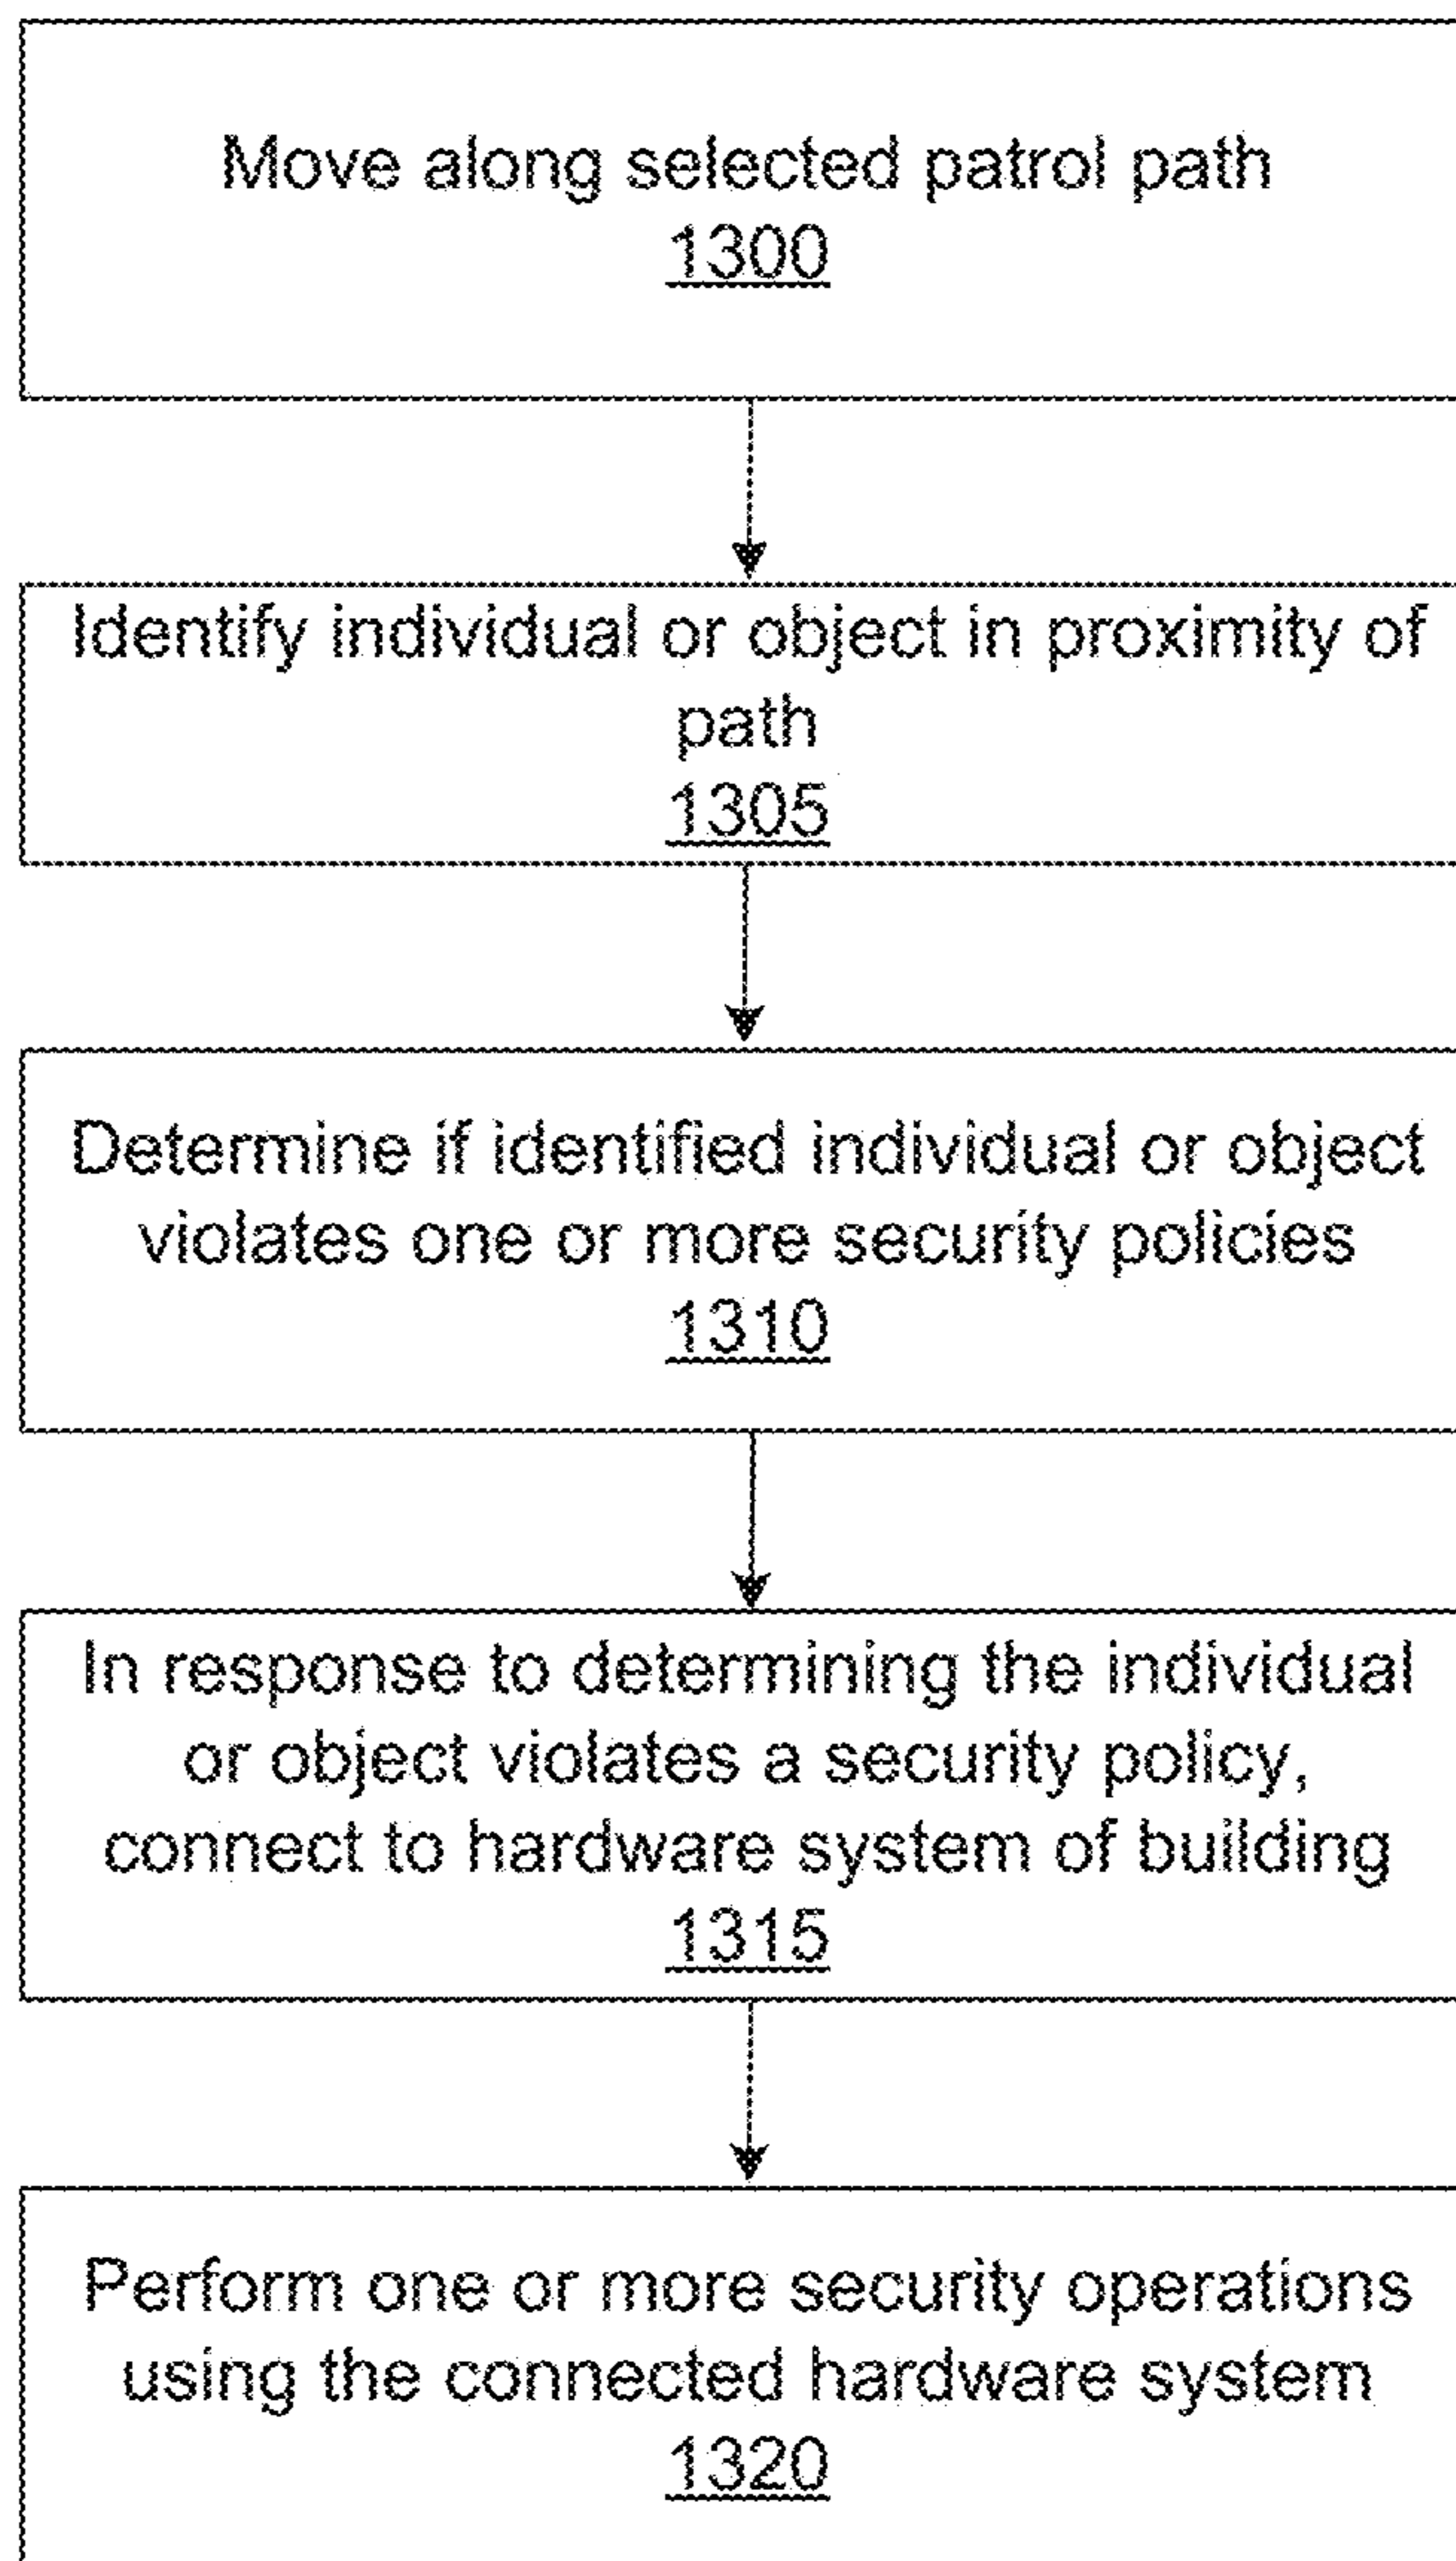 Move along selected patrol path
1300
Identify individual or object in proximity of
path
1305
Determine if identified individual or object
violates one or more security policies
1310
In response to determining the individual
or object violates a security policy,
connect to hardware system of building
1315
Perform one or more security operations
using the connected hardware system
1320